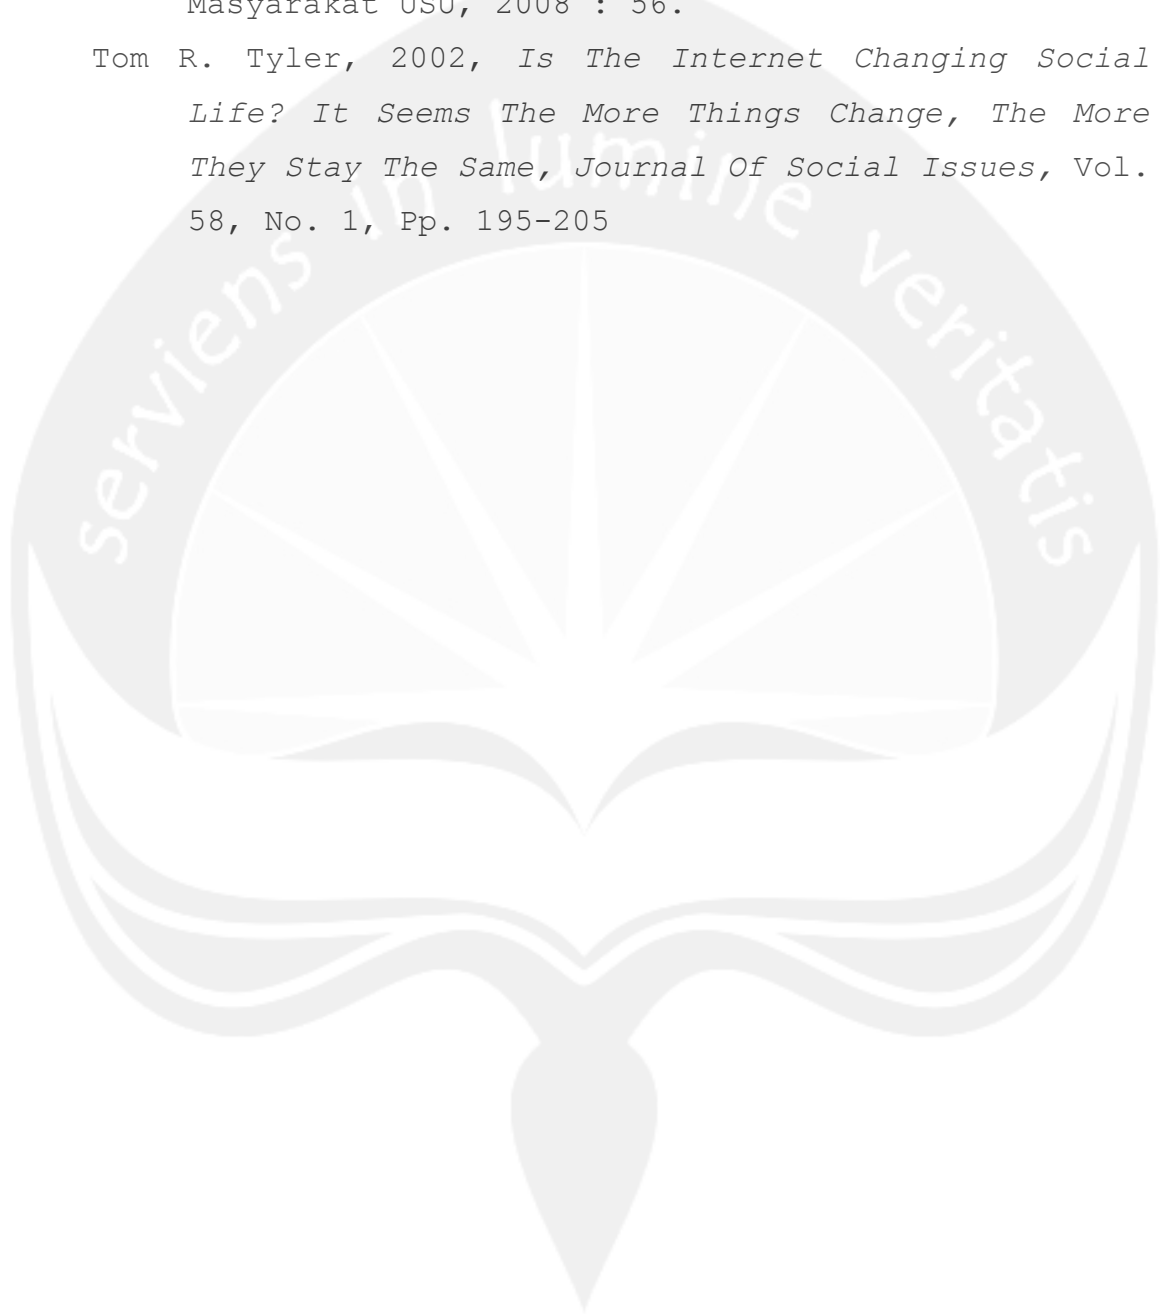 Masyarakat USU, 2008 : 56.
Tom R. Tyler, 2002, Is The Internet Changing Social
Life? It Seems The More Things Change, The More
They Stay The Same, Journal Of Social Issues, Vol.
58, No. 1, Pp. 195-205
serviens in lumine veritatis